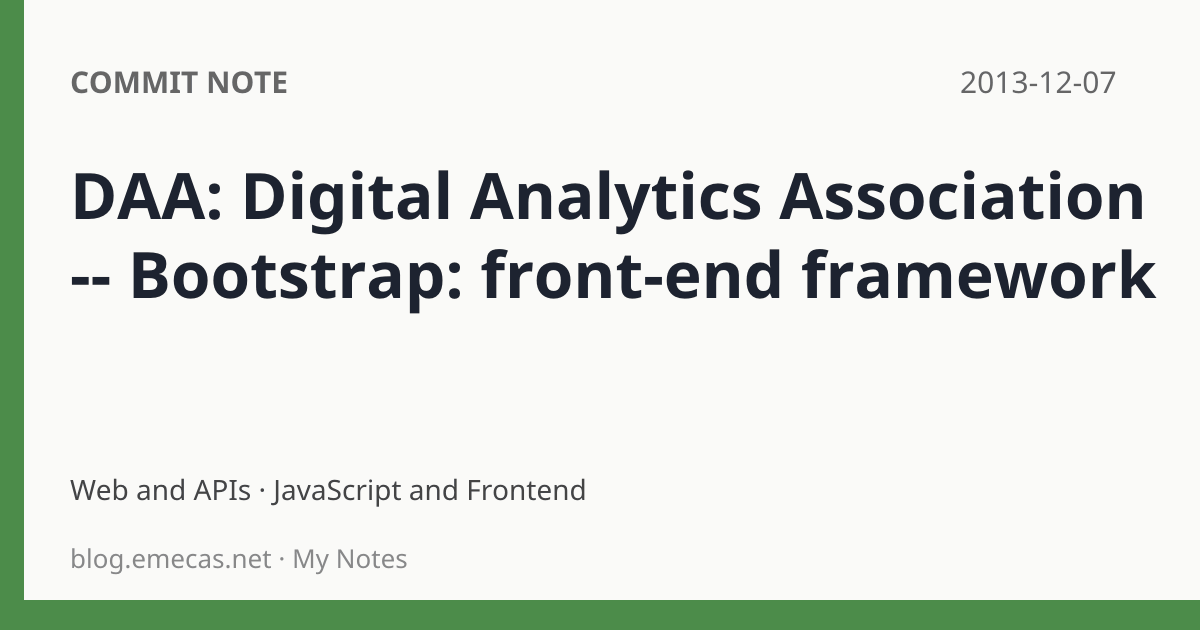 COMMIT NOTE
2013-12-07
DAA: Digital Analytics Association
-- Bootstrap: front-end framework
Web and APIs · JavaScript and Frontend
blog.emecas.net · My Notes